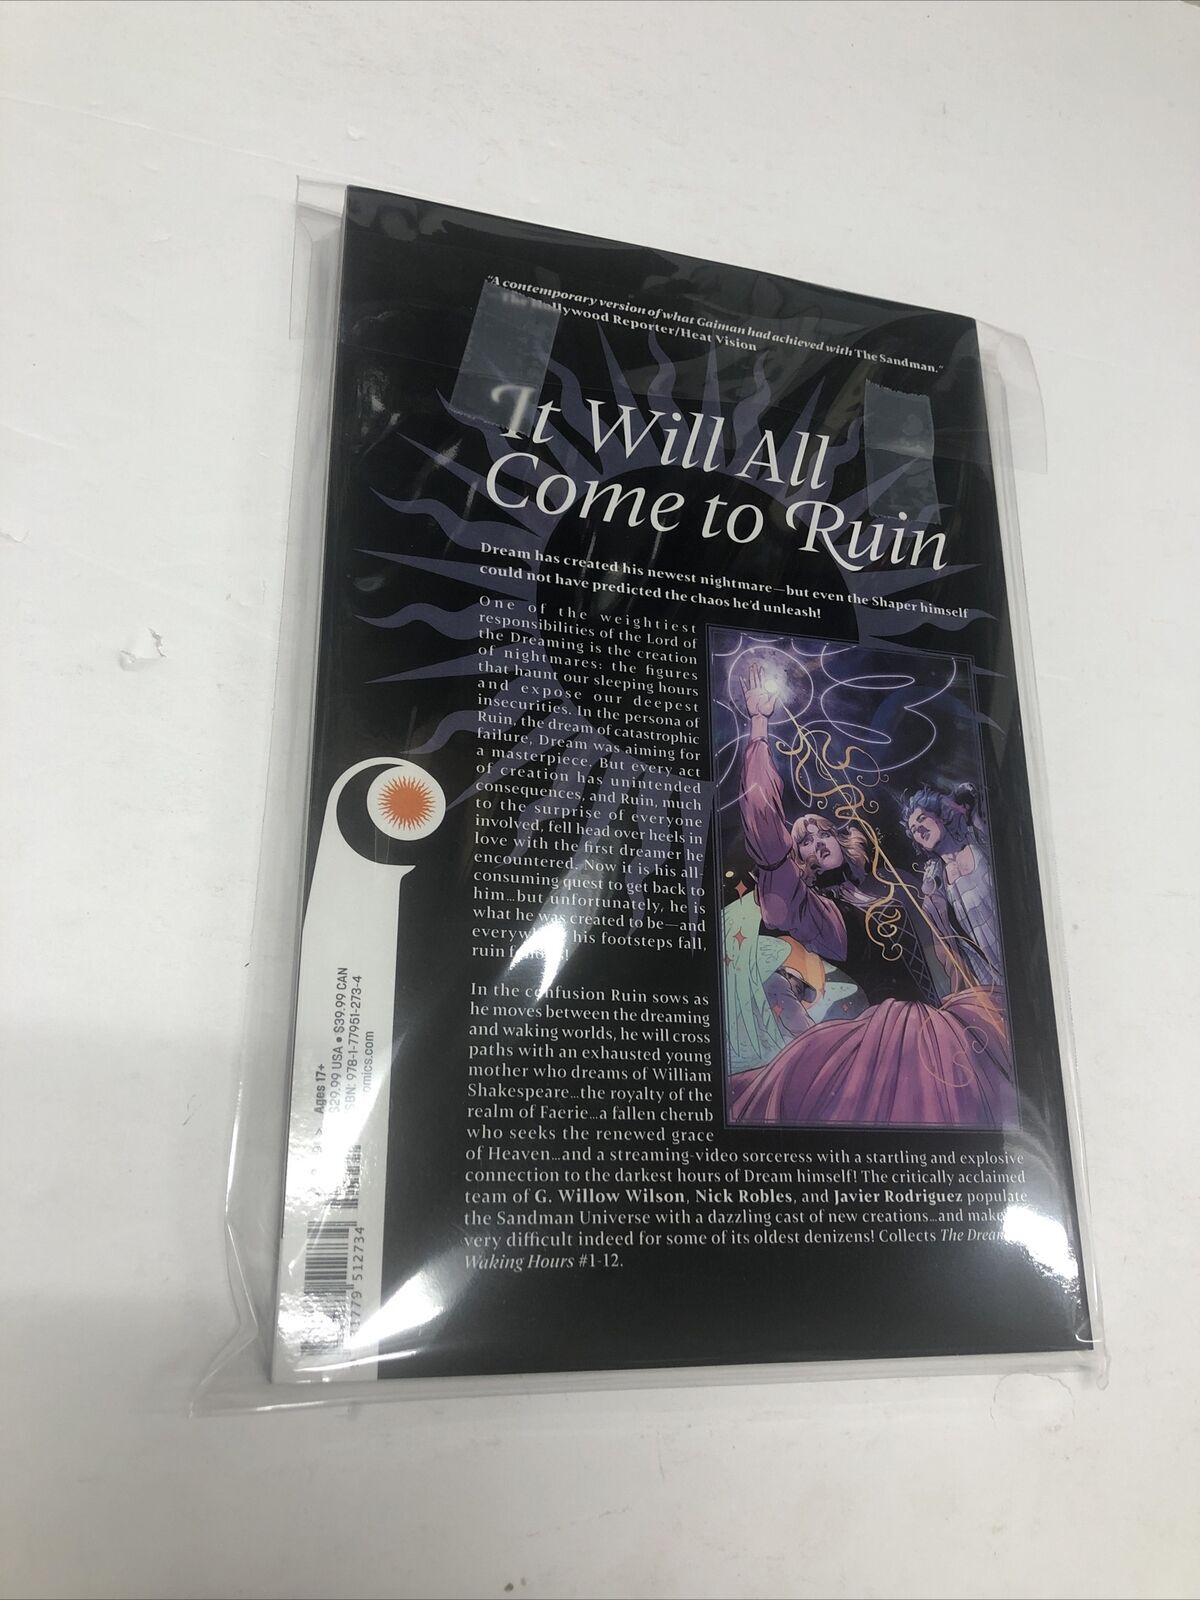 "A contemporary version of what Gaiman had achieved with The Sandman."
Hollywood Reporter/Heat Vision
It Will All
Come to Ruin
Dream has created his newest nightmare—but even the Shaper himself
could not have predicted the chaos he'd unleash!
One of the weightiest
responsibilities of the Lord of
the Dreaming is the creation
of nightmares: the figures
that haunt our sleeping hours
and expose our deepest
insecurities. In the persona of
Ruin, the dream of catastrophic
failure, Dream was aiming for
a masterpiece. But every act
of creation has unintended
consequences, and Ruin, much
to the surprise of everyone
involved, fell head over heels in
love with the first dreamer he
encountered. Now it is his all-
consuming quest to get back to
him...but unfortunately, he is
what he was created to be—and
his footsteps fall,
ruin
In the confusion Ruin sows as
he moves between the dreaming
and waking worlds, he will cross
paths with an exhausted young
mother who dreams of William
Shakespeare...the royalty of the
realm of Faerie...a fallen cherub
who seeks the renewed grace
of Heaven...and a streaming-video sorceress with a startling and explosive
connection to the darkest hours of Dream himself! The critically acclaimed
team of G. Willow Wilson, Nick Robles, and Javier Rodriguez populate
the Sandman Universe with a dazzling cast of new creations...and make
very difficult indeed for some of its oldest denizens! Collects The
Waking Hours #1-12.
Ages 17+
$29.99 USA • $39.99 CAN
ISBN: 978-1-77951-273-4
omics.com
512734